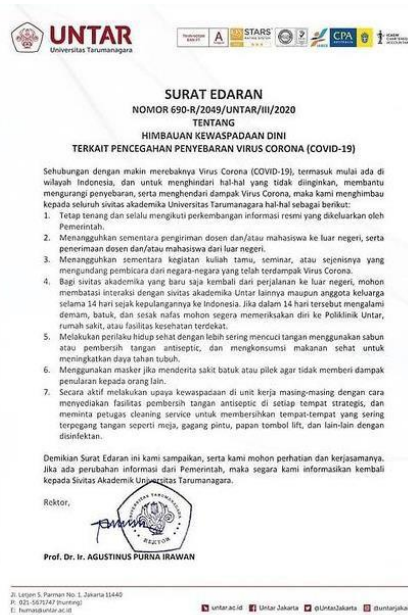 UNTAR
Universitas Tarumanagara
A
STARS
CPA
SURAT EDARAN
NOMOR 690-R/2049/UNTAR/III/2020
TENTANG
HIMBAUAN KEWASPADAAN DINI
TERKAIT PENCEGAHAN PENYEBARAN VIRUS CORONA (COVID-19)
Sehubungan dengan makin merebaknya Virus Corona (COVID-19), termasuk mulai ada di
wilayah Indonesia, dan untuk menghindari hal-hal yang tidak diinginkan, membantu
mengurangi penyebaran, serta menghendari dampak Virus Corona, maka kami menghimbau
kepada seluruh sivitas akademika Universitas Tarumanagara hal-hal sebagai berikut:
1. Tetap tenang dan selalu mengikuti perkembangan informasi resmi yang dikeluarkan oleh
Pemerintah.
2. Menangguhkan sementara pengiriman dosen dan/atau mahasiswa ke luar negeri, serta
penerimaan dosen dan/atau mahasiswa dari luar negeri.
3. Menangguhkan sementara kegiatan kuliah tamu, seminar, atau sejenisnya yang
mengundang pembicara dari negara-negara yang telah terdampak Virus Corona.
4. Bagi sivitas akademika yang baru saja kembali dari perjalanan ke luar negeri, mohon
membatasi interaksi dengan sivitas akademika Untar lainnya maupun anggota keluarga
selama 14 hari sejak kepulangannya ke Indonesia. Jika dalam 14 hari tersebut mengalami
demam, batuk, dan sesak nafas mohon segera memeriksakan diri ke Poliklinik Untar,
rumah sakit, atau fasilitas kesehatan terdekat.
5. Melakukan perilaku hidup sehat dengan lebih sering mencuci tangan menggunakan sabun
atau pembersih tangan antiseptic, dan mengkonsumsi makanan sehat untuk
meningkatkan daya tahan tubuh.
6. Menggunakan masker jika menderita sakit batuk atau pilek agar tidak memberi dampak
penularan kepada orang lain.
7. Secara aktif melakukan upaya kewaspadaan di unit kerja masing-masing dengan cara
menyediakan fasilitas pembersih tangan antiseptic di setiap tempat strategis, dan
meminta petugas cleaning service untuk membersihkan tempat-tempat yang sering
terpegang tangan seperti meja, gagang pintu, papan tombol lift, dan lain-lain dengan
disinfektan.
Demikian Surat Edaran ini kami sampaikan, serta kami mohon perhatian dan kerjasamanya.
Jika ada perubahan informasi dari Pemerintah, maka segera kami informasikan kembali
kepada Sivitas Akademik Universitas Tarumanagara.
Rektor,
REKTOR
Prof. Dr. Ir. AGUSTINUS PURNA IRAWAN
Jl. Letjen S. Parman No. 1, Jakarta 11440
P: 021-5671747 (hunting)
E: humas@untar.ac.id
untar.ac.id Untar Jakarta @UntarJakarta @untarjakarta